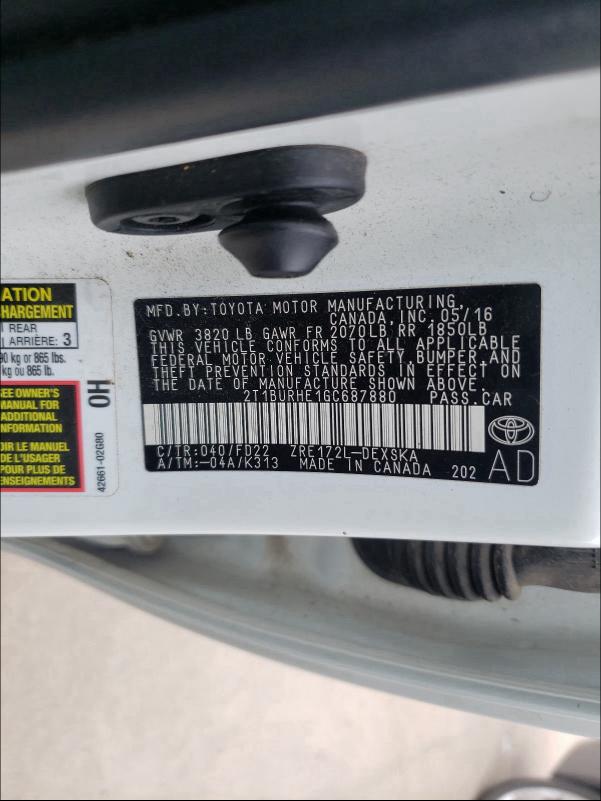 MFD. BY: TOYOTA MOTOR MANUFACTURING,
CANADA, INC. 05/16
GVWR 3820 LB GAWR FR 2070LB RR 1850LB
THIS VEHICLE CONFORMS TO ALL APPLICABLE
FEDERAL MOTOR VEHICLE SAFETY, BUMPER, AND
THEFT PREVENTION STANDARDS IN EFFECT ON
THE DATE OF MANUFACTURE SHOWN ABOVE.
2T1BURHE1GC687880 PASS. CAR
C/TR: 040/FD22 ZRE172L-DEXSKA
A/TM: -04A/K313 MADE IN CANADA 202
AD
ATION
HARGEMENT
REAR
ARRIÈRE: 3
90 kg or 865 lbs.
kg ou 865 lb.
SEE OWNER'S
MANUAL FOR
ADDITIONAL
INFORMATION
OIR LE MANUEL
DE L'USAGER
POUR PLUS DE
ENSEIGNEMENTS
0H
42661-02G80